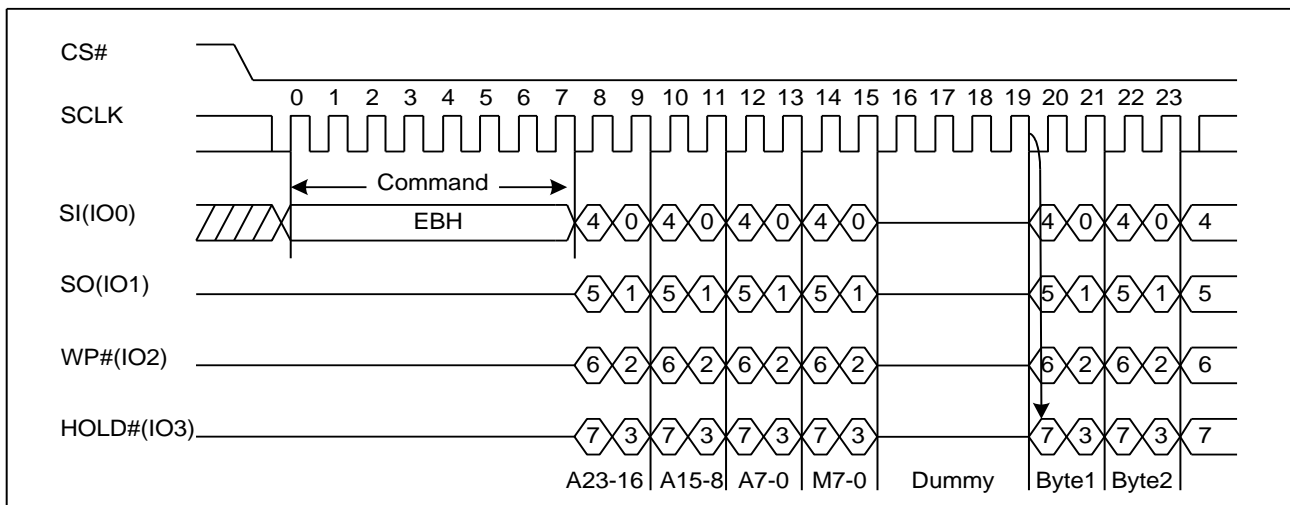 CS#
0 1 2 3 4 5 6 7 8 9 10 11 12 13 14 15 16 17 18 19 20 21 22 23
SCLK
Command
SI(IO0) EBH 4 0 4 0 4 0 4 0 4 0 4 0 4
SO(IO1) 5 1 5 1 5 1 5 1 5 1 5 1 5
WP#(IO2) 6 2 6 2 6 2 6 2 6 2 6 2 6
HOLD#(IO3) 7 3 7 3 7 3 7 3 7 3 7 3 7
A23-16 A15-8 A7-0 M7-0 Dummy Byte1 Byte2